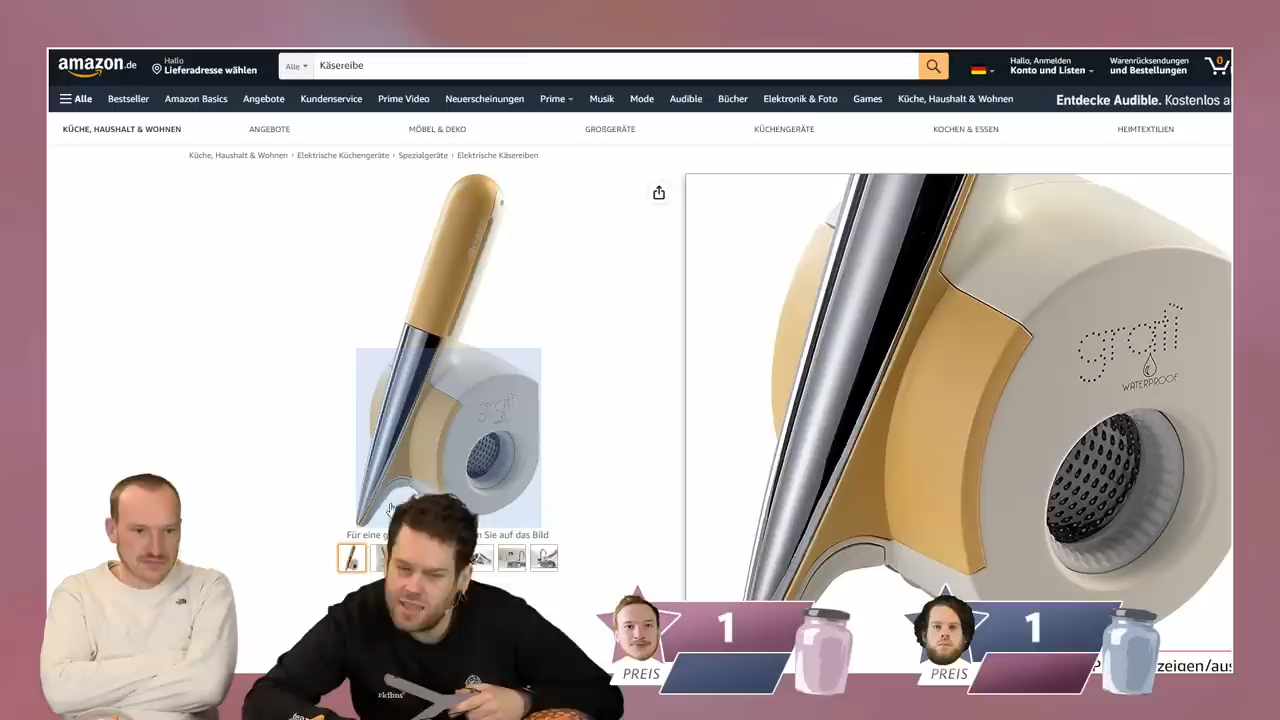 amazon.de
Hallo
Lieferadresse wählen
Alle
Käsereibe
Hallo, Anmelden
Konto und Listen
Warenrücksendungen
und Bestellungen
0
Alle
Bestseller
Amazon Basics
Angebote
Kundenservice
Prime Video
Neuerscheinungen
Prime
Musik
Mode
Audible
Bücher
Elektronik & Foto
Games
Küche, Haushalt & Wohnen
Entdecke Audible. Kostenlos a
KÜCHE, HAUSHALT & WOHNEN
ANGEBOTE
MÖBEL & DEKO
GROẞGERÄTE
KÜCHENGERÄTE
KOCHEN & ESSEN
HEIMTEXTILIEN
Küche, Haushalt & Wohnen › Elektrische Küchengeräte › Spezialgeräte › Elektrische Käsereiben
WATERPROOF
Für eine g
n Sie auf das Bild
1
PREIS
1
PREIS
zeigen/aus
#kfbns